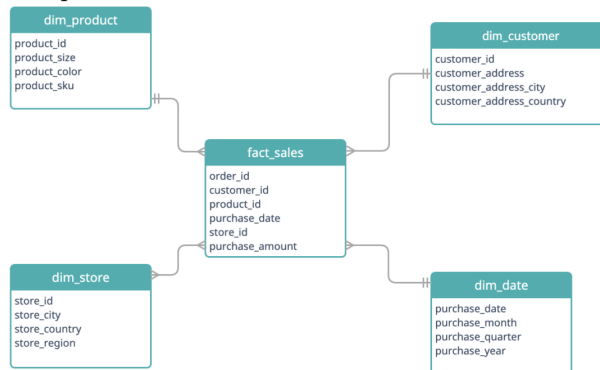 dim_product
product_id
product_size
product_color
product_sku
dim_customer
customer_id
customer_address
customer_address_city
customer_address_country
fact_sales
order_id
customer_id
product_id
purchase_date
store_id
purchase_amount
dim_store
store_id
store_city
store_country
store_region
dim_date
purchase_date
purchase_month
purchase_quarter
purchase_year